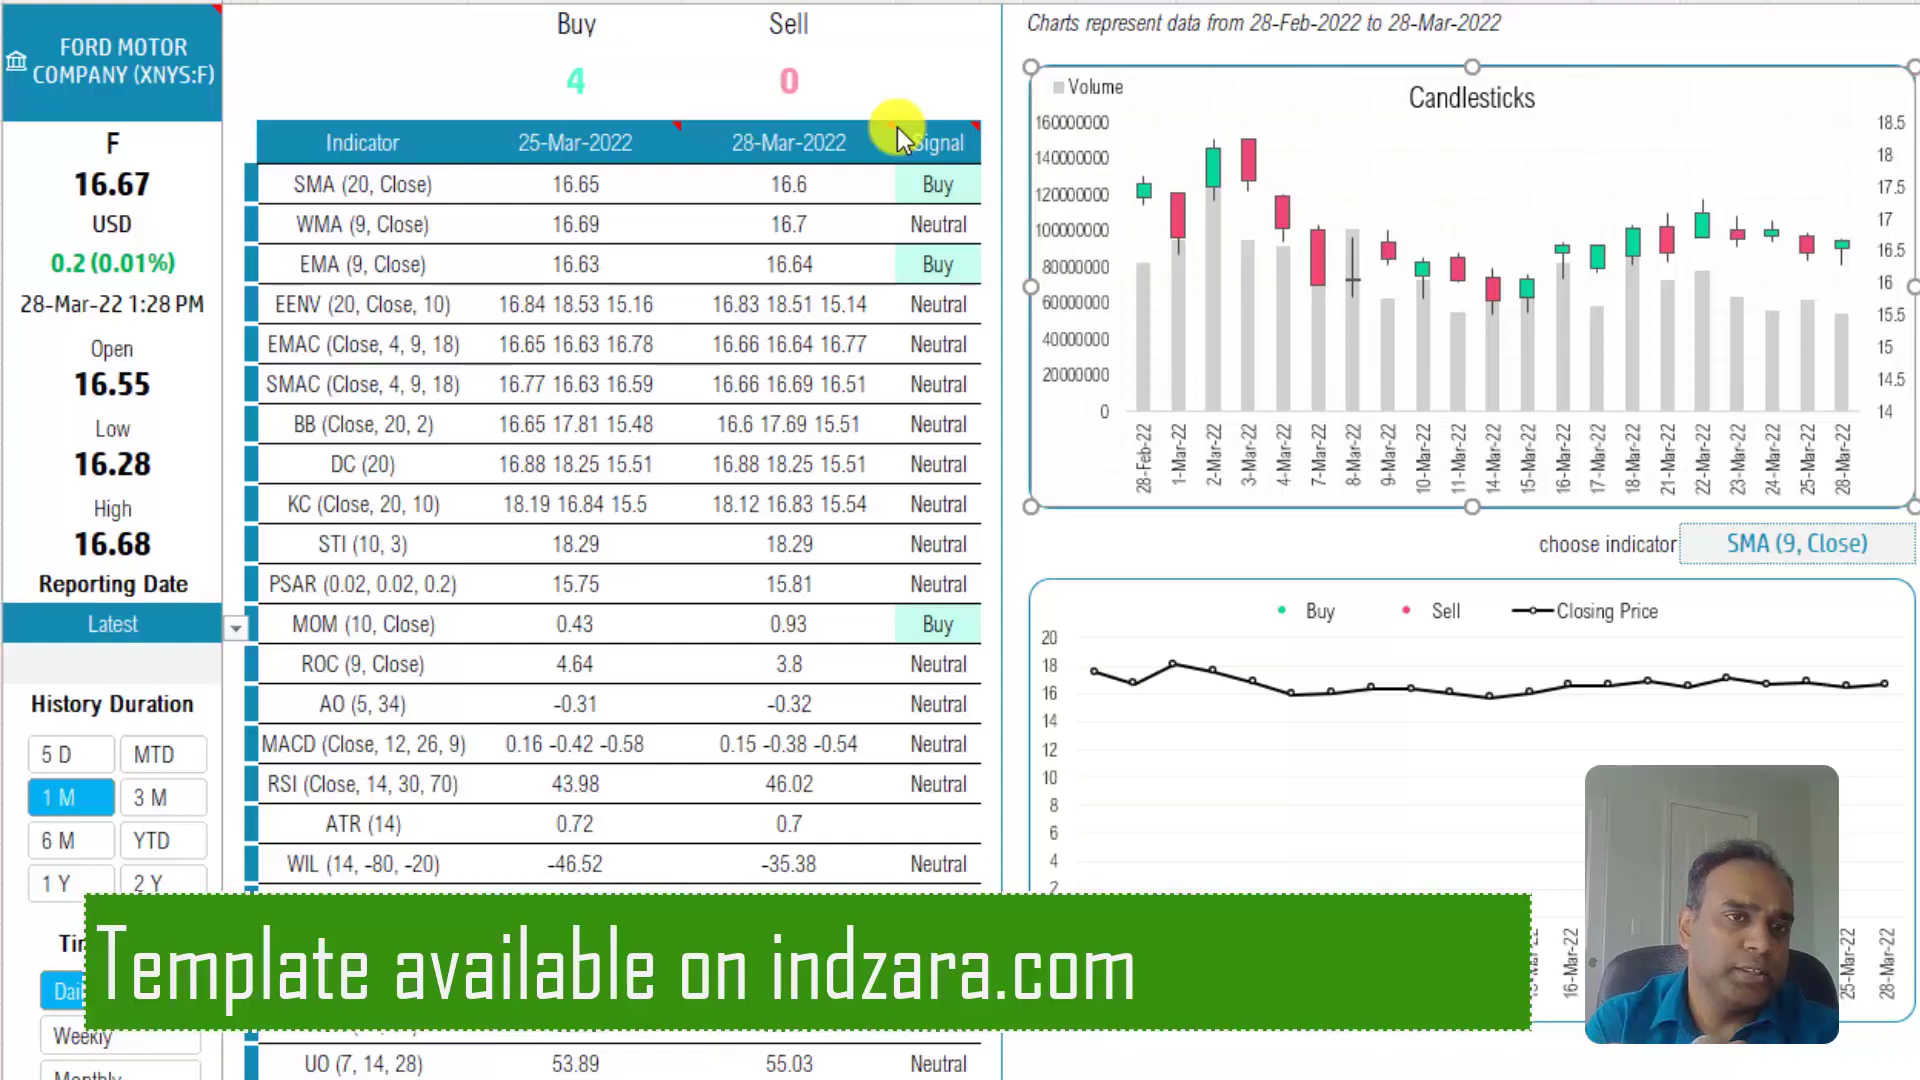 FORD MOTOR
COMPANY (XNYS:F)
F
16.67
USD
0.2 (0.01%)
28-Mar-22 1:28 PM
Open
16.55
Low
16.28
High
16.68
Reporting Date
Latest
History Duration
5 D MTD
1 M 3 M
6 M YTD
1 Y 2 Y
Weekly
Monthly
Buy Sell
4 0
Indicator 25-Mar-2022 28-Mar-2022 Signal
SMA (20, Close) 16.65 16.6 Buy
WMA (9, Close) 16.69 16.7 Neutral
EMA (9, Close) 16.63 16.64 Buy
EENV (20, Close, 10) 16.84 18.53 15.16 16.83 18.51 15.14 Neutral
EMAC (Close, 4, 9, 18) 16.65 16.63 16.78 16.66 16.64 16.77 Neutral
SMAC (Close, 4, 9, 18) 16.77 16.63 16.59 16.66 16.69 16.51 Neutral
BB (Close, 20, 2) 16.65 17.81 15.48 16.6 17.69 15.51 Neutral
DC (20) 16.88 18.25 15.51 16.88 18.25 15.51 Neutral
KC (Close, 20, 10) 18.19 16.84 15.5 18.12 16.83 15.54 Neutral
STI (10, 3) 18.29 18.29 Neutral
PSAR (0.02, 0.02, 0.2) 15.75 15.81 Neutral
MOM (10, Close) 0.43 0.93 Buy
ROC (9, Close) 4.64 3.8 Neutral
AO (5, 34) -0.31 -0.32 Neutral
MACD (Close, 12, 26, 9) 0.16 -0.42 -0.58 0.15 -0.38 -0.54 Neutral
RSI (Close, 14, 30, 70) 43.98 46.02 Neutral
ATR (14) 0.72 0.7
WIL (14, -80, -20) -46.52 -35.38 Neutral
UO (7, 14, 28) 53.89 55.03 Neutral
Charts represent data from 28-Feb-2022 to 28-Mar-2022
Volume
Candlesticks
160000000 18.5
140000000 18
120000000 17.5
100000000 17
80000000 16.5
60000000 16
40000000 15.5
20000000 15
0 14.5
14
28-Feb-22 1-Mar-22 2-Mar-22 3-Mar-22 4-Mar-22 7-Mar-22 8-Mar-22 9-Mar-22 10-Mar-22 11-Mar-22 14-Mar-22 15-Mar-22 16-Mar-22 17-Mar-22 18-Mar-22 21-Mar-22 22-Mar-22 23-Mar-22 24-Mar-22 25-Mar-22 28-Mar-22
choose indicator SMA (9, Close)
Buy Sell Closing Price
20
18
16
14
12
10
8
6
4
2
16-Mar-22 25-Mar-22 28-Mar-22
Template available on indzara.com